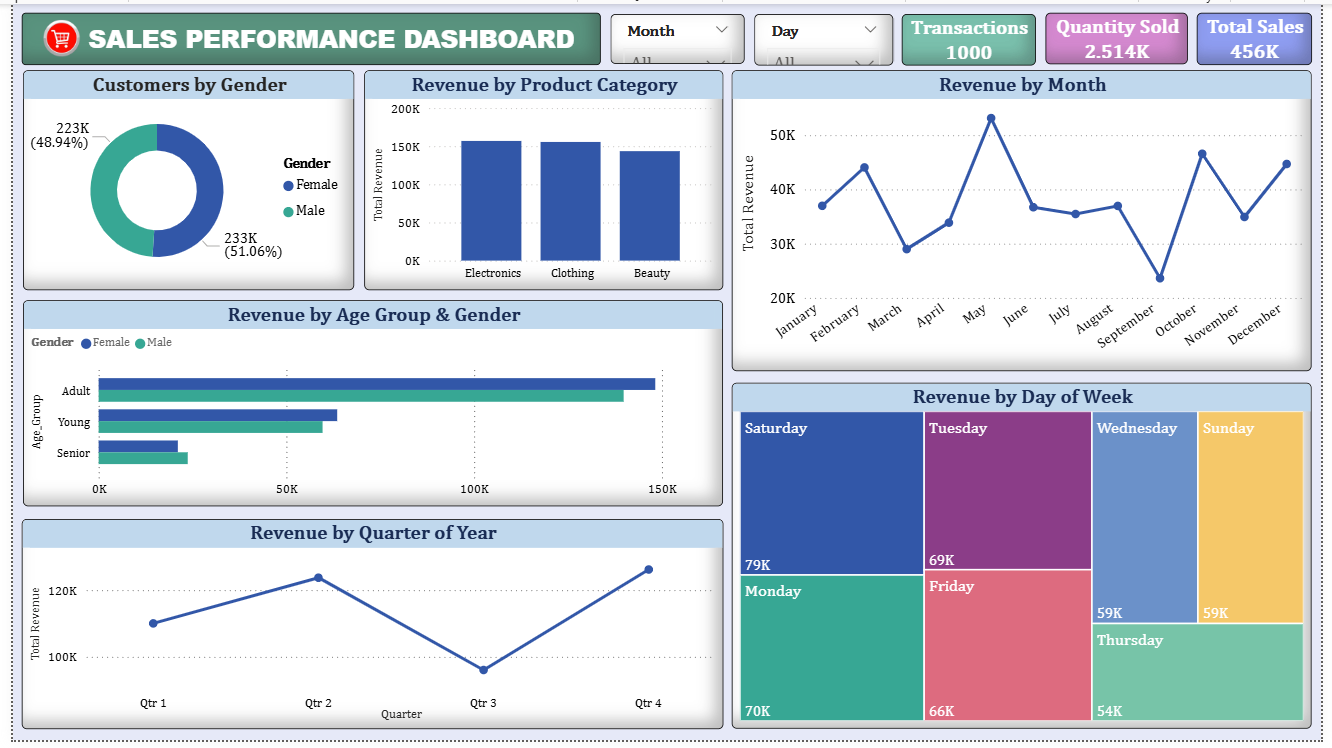 SALES PERFORMANCE DASHBOARD
Month
All
Day
All
Transactions
1000
Quantity Sold
2.514K
Total Sales
456K
Customers by Gender
223K
(48.94%)
233K
(51.06%)
Gender
Female
Male
Revenue by Product Category
Total Revenue
200K
150K
100K
50K
0K
Electronics
Clothing
Beauty
Revenue by Month
Total Revenue
50K
40K
30K
20K
January
February
March
April
May
June
July
August
September
October
November
December
Revenue by Age Group & Gender
Gender Female Male
Age_Group
Adult
Young
Senior
0K
50K
100K
150K
Revenue by Quarter of Year
Total Revenue
120K
100K
Qtr 1
Qtr 2
Qtr 3
Qtr 4
Quarter
Revenue by Day of Week
Saturday
79K
Monday
70K
Tuesday
69K
Friday
66K
Wednesday
59K
Sunday
59K
Thursday
54K